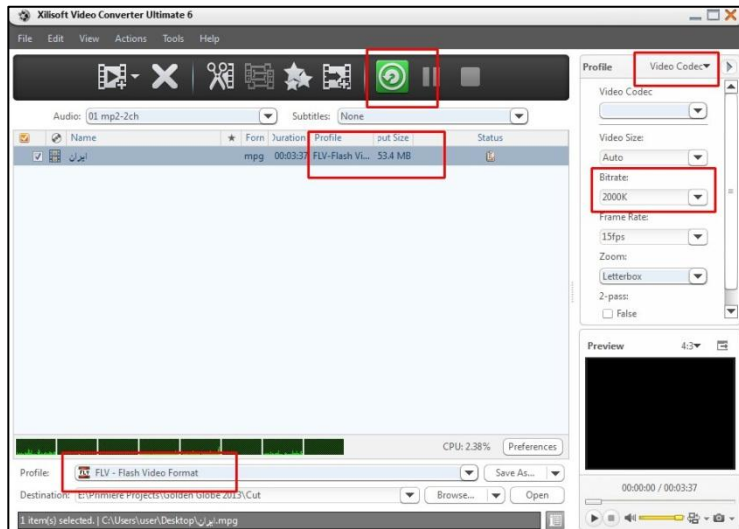 Xilisoft Video Converter Ultimate 6
File Edit View Actions Tools Help
Audio: 01 mp2-2ch Subtitles: None
Name Forn Duration Profile put Size Status
ایران mpg 00:03:37 FLV-Flash Vi... 53.4 MB
CPU: 2.38% Preferences
Profile: FLV - Flash Video Format Save As...
Destination: E:\Primiere Projects\Golden Globe 2013\Cut Browse... Open
1 item(s) selected. | C:\Users\user\Desktop\ایران.mpg
Profile Video Codec
Video Codec
Video Size:
Auto
Bitrate:
2000K
Frame Rate:
15fps
Zoom:
Letterbox
2-pass:
False
Preview 4:3
00:00:00 / 00:03:37